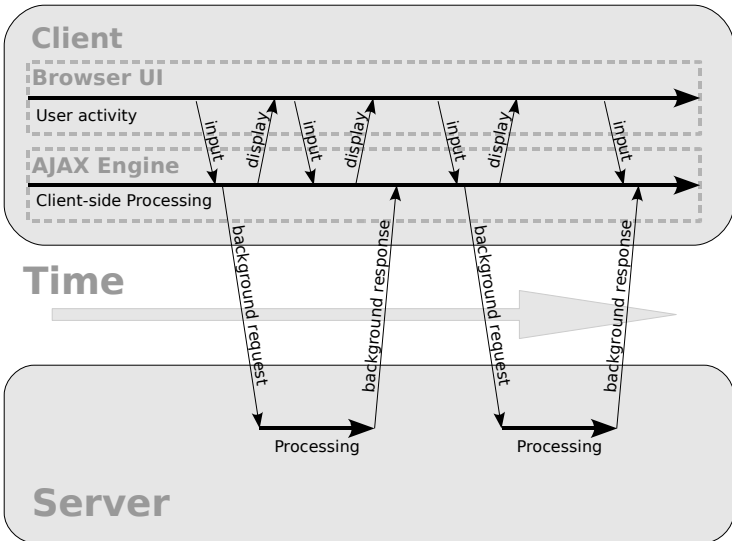 Client
Browser UI
User activity
input
display
input
display
input
display
input
AJAX Engine
Client-side Processing
background request
background response
background request
background response
Time
Processing
Processing
Server